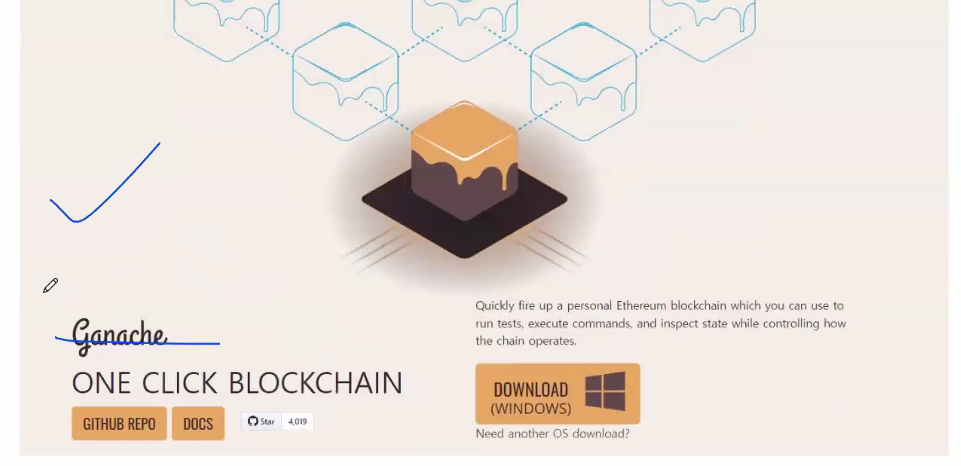 Quickly fire up a personal Ethereum blockchain which you can use to
run tests, execute commands, and inspect state while controlling how
the chain operates.
Ganache
ONE CLICK BLOCKCHAIN
GITHUB REPO DOCS Star 4,019
DOWNLOAD
(WINDOWS)
Need another OS download?